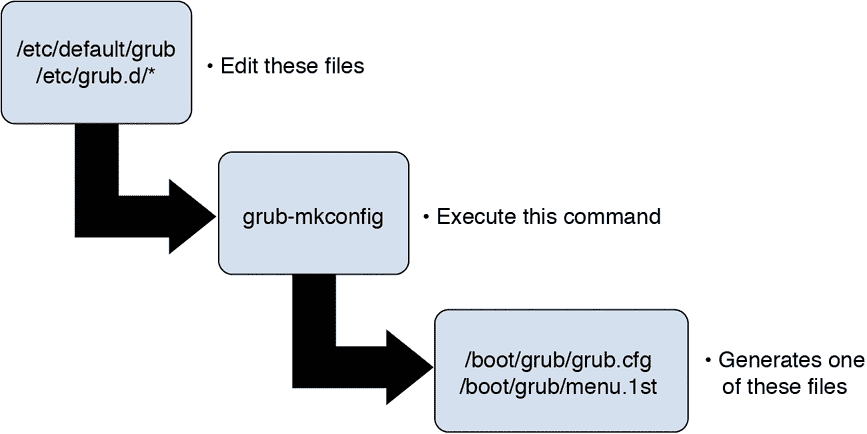 /etc/default/grub
/etc/grub.d/*
• Edit these files
grub-mkconfig
• Execute this command
/boot/grub/grub.cfg
/boot/grub/menu.1st
• Generates one
of these files